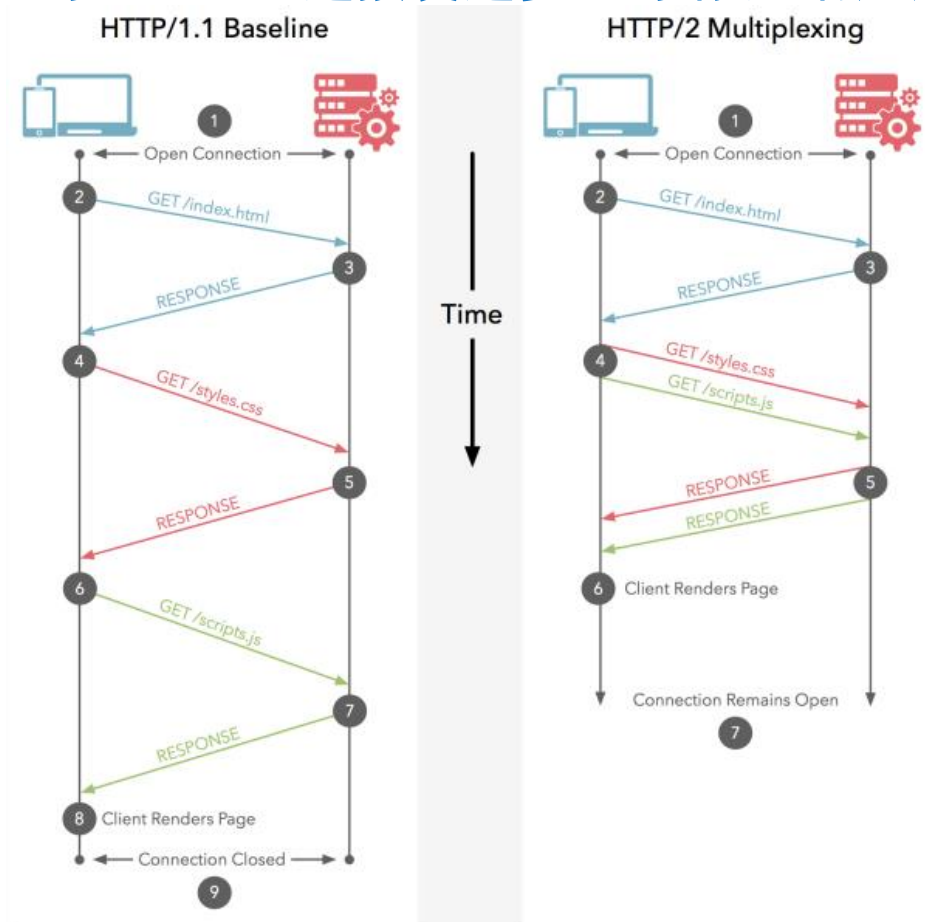 HTTP/1.1 Baseline
1
Open Connection
2
GET /index.html
3
RESPONSE
4
GET /styles.css
5
RESPONSE
6
GET /scripts.js
7
RESPONSE
8 Client Renders Page
Connection Closed
9
Time
HTTP/2 Multiplexing
1
Open Connection
2
GET /index.html
3
RESPONSE
4
GET /styles.css
GET /scripts.js
5
RESPONSE
RESPONSE
6 Client Renders Page
Connection Remains Open
7